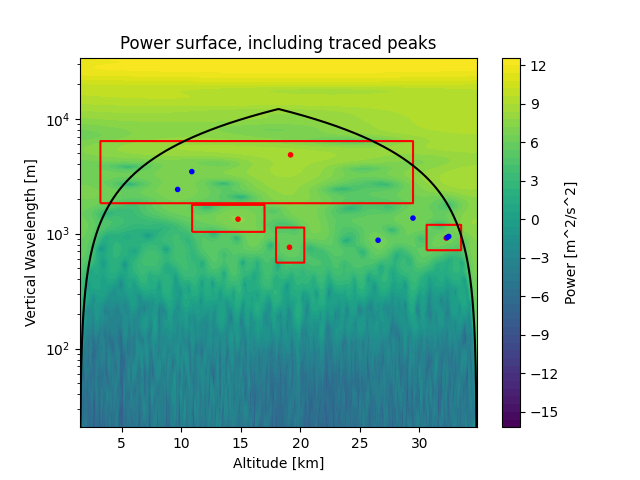 Power surface, including traced peaks
Vertical Wavelength [m]
10^4
10^3
10^2
5 10 15 20 25 30
Altitude [km]
12
9
6
3
0
−3
−6
−9
−12
−15
Power [m^2/s^2]